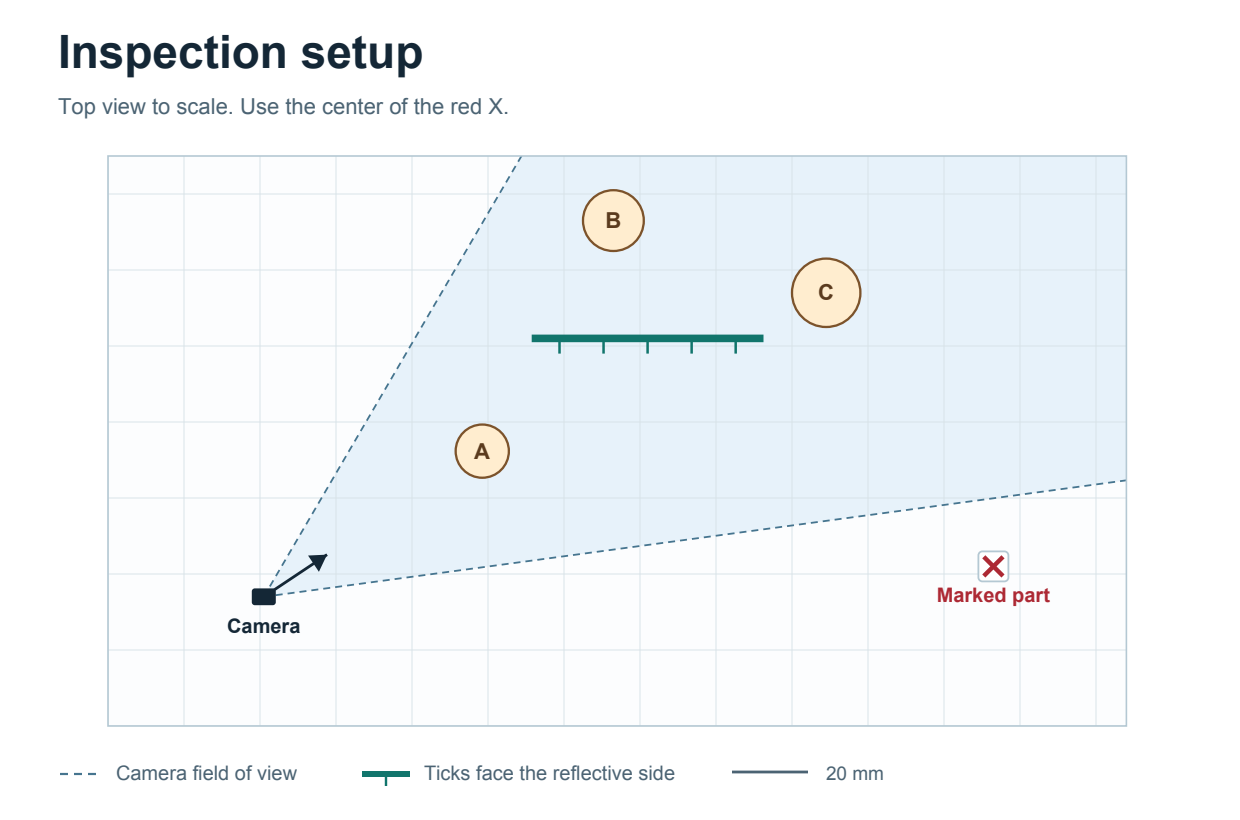 Inspection setup
Top view to scale. Use the center of the red X.
B
C
A
Marked part
Camera
Camera field of view
Ticks face the reflective side
20 mm